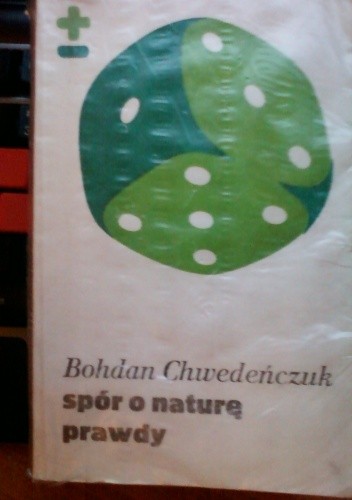 ±
Bohdan Chwedeńczuk
spór o naturę
prawdy